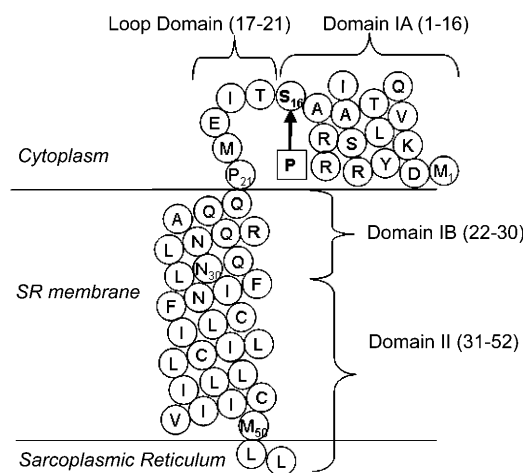 Loop Domain (17-21) Domain IA (1-16)
I Q
I T S16 A A T V
E R S L K
M P R R Y D M1
Cytoplasm
P21
Q
A Q
L N Q R
Domain IB (22-30)
L N30 Q
SR membrane
F N I F
I L C
Domain II (31-52)
L C I L
I L L
V I I C
M50
Sarcoplasmic Reticulum L L